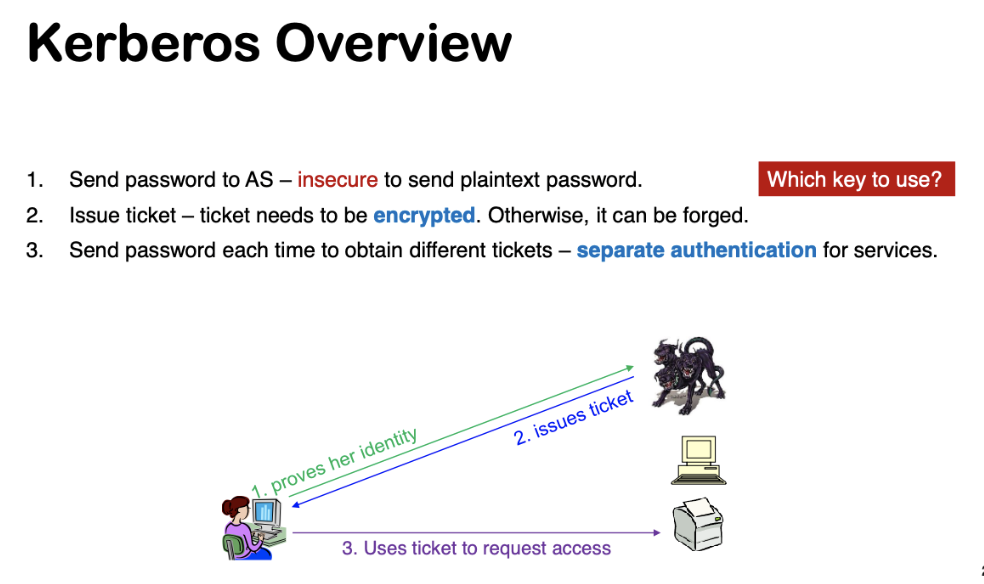 Kerberos Overview
1. Send password to AS – insecure to send plaintext password.
Which key to use?
2. Issue ticket – ticket needs to be encrypted. Otherwise, it can be forged.
3. Send password each time to obtain different tickets – separate authentication for services.
1. proves her identity
2. issues ticket
3. Uses ticket to request access